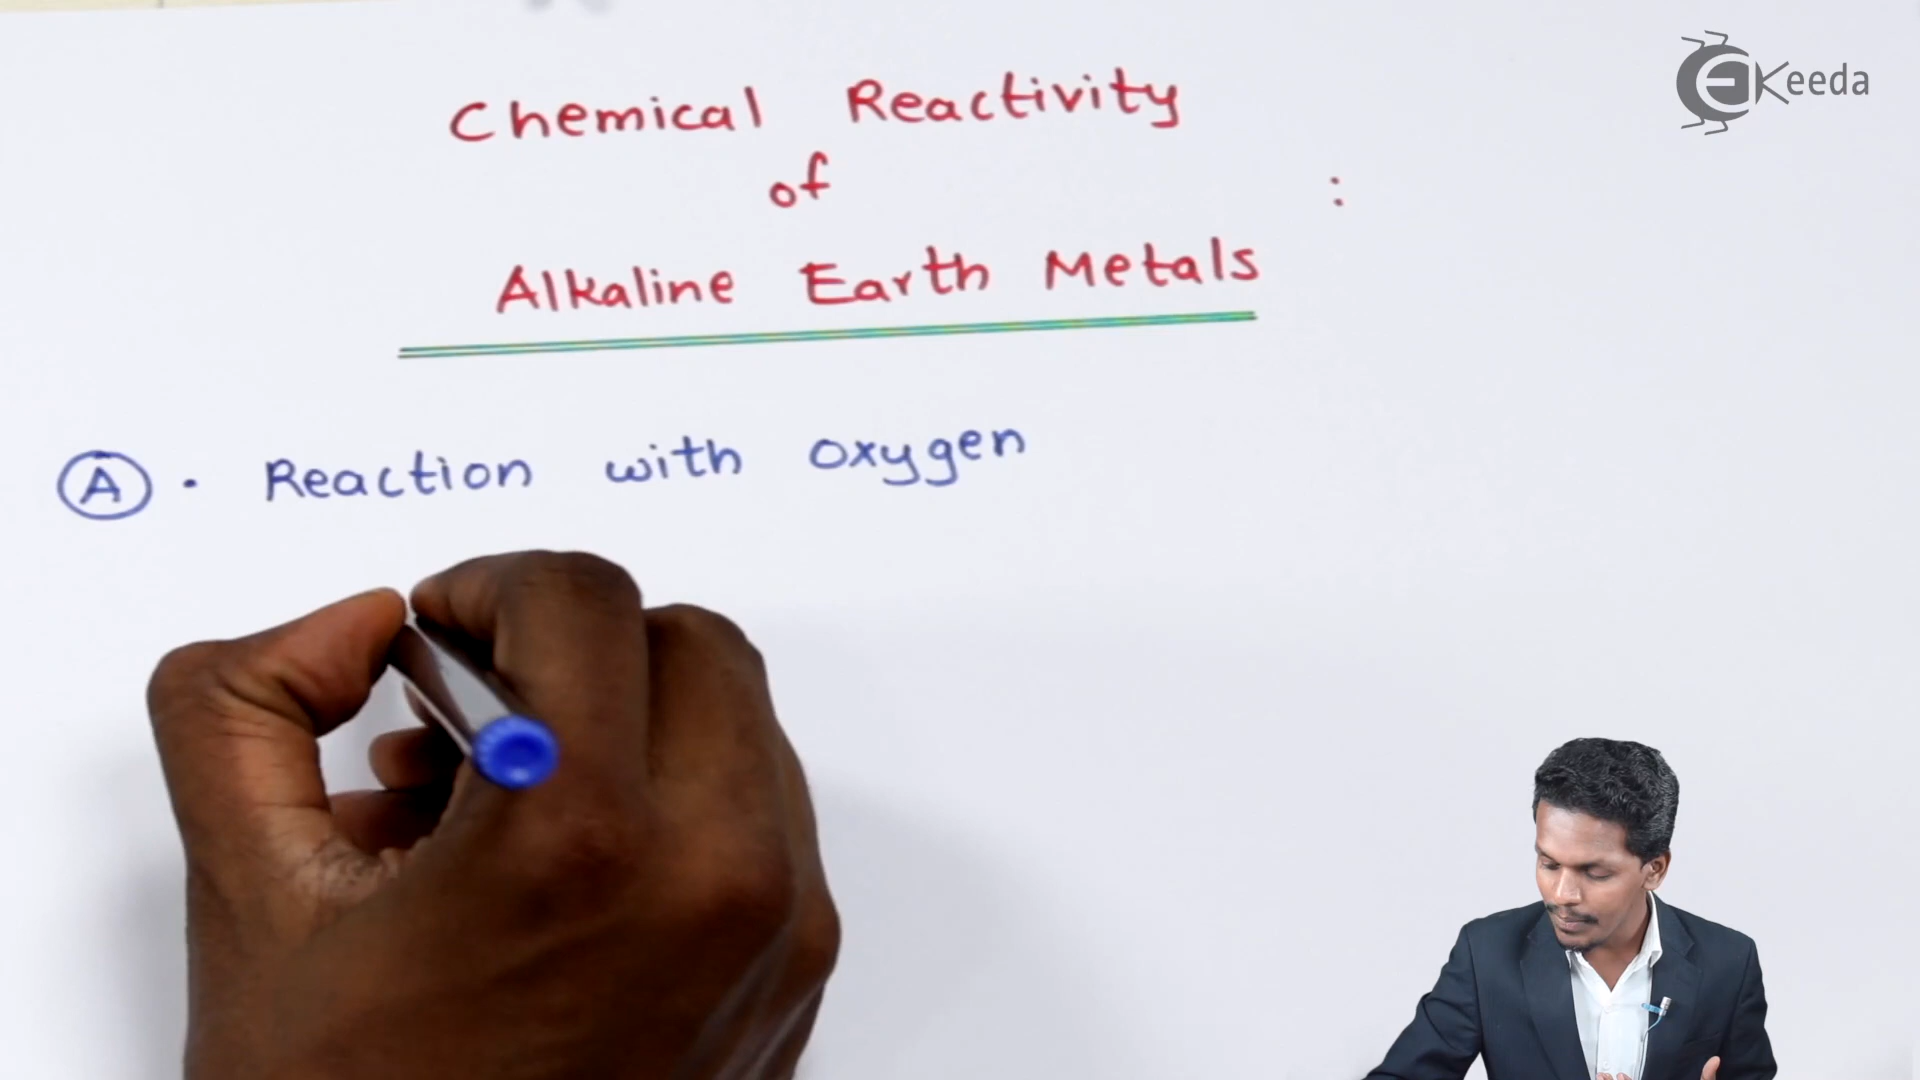 Chemical Reactivity
of :
Alkaline Earth Metals
A . Reaction with oxygen
EKeeda